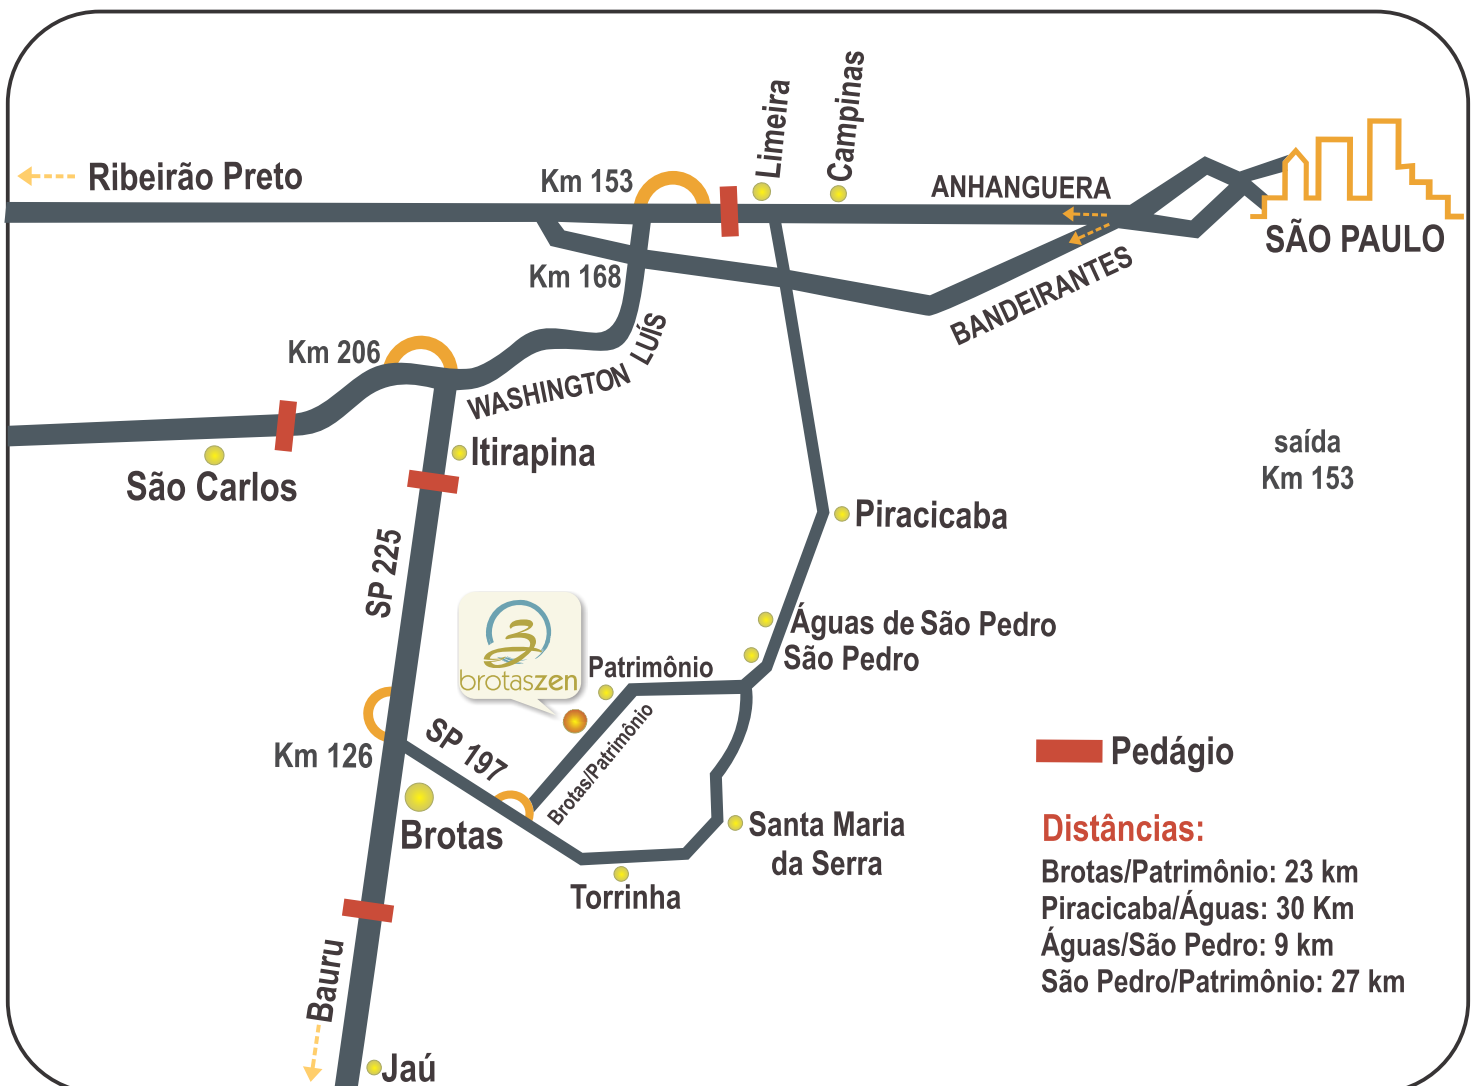 Limeira
Campinas
Ribeirão Preto
Km 153
ANHANGUERA
SÃO PAULO
Km 168
BANDEIRANTES
Km 206
WASHINGTON LUÍS
Itirapina
São Carlos
saída
Km 153
Piracicaba
SP 225
Águas de São Pedro
São Pedro
Patrimônio
brotaszen
Brotas/Patrimônio
SP 197
Km 126
Brotas
Pedágio
Santa Maria
da Serra
Torrinha
Distâncias:
Brotas/Patrimônio: 23 km
Piracicaba/Águas: 30 Km
Águas/São Pedro: 9 km
São Pedro/Patrimônio: 27 km
Bauru
Jaú